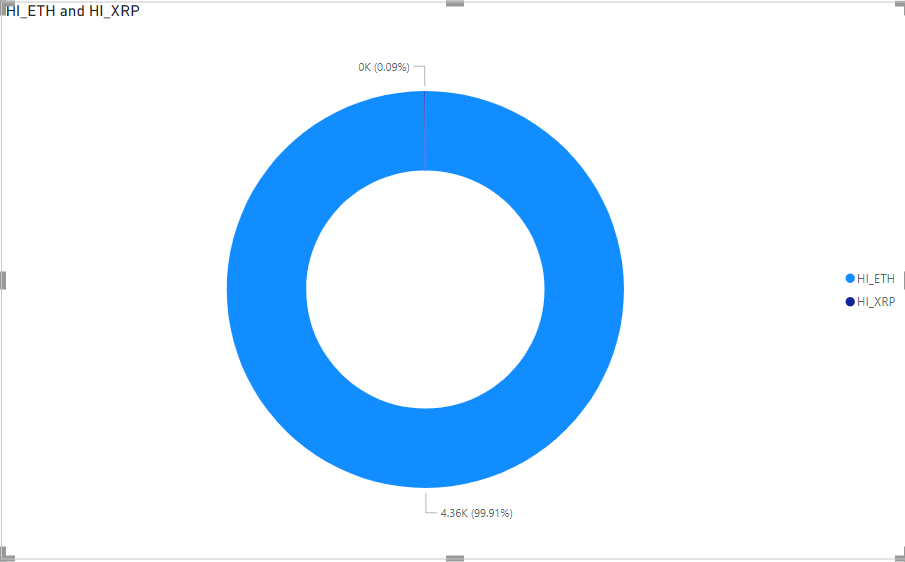 HI_ETH and HI_XRP
0K (0.09%)
HI_ETH
HI_XRP
4.36K (99.91%)